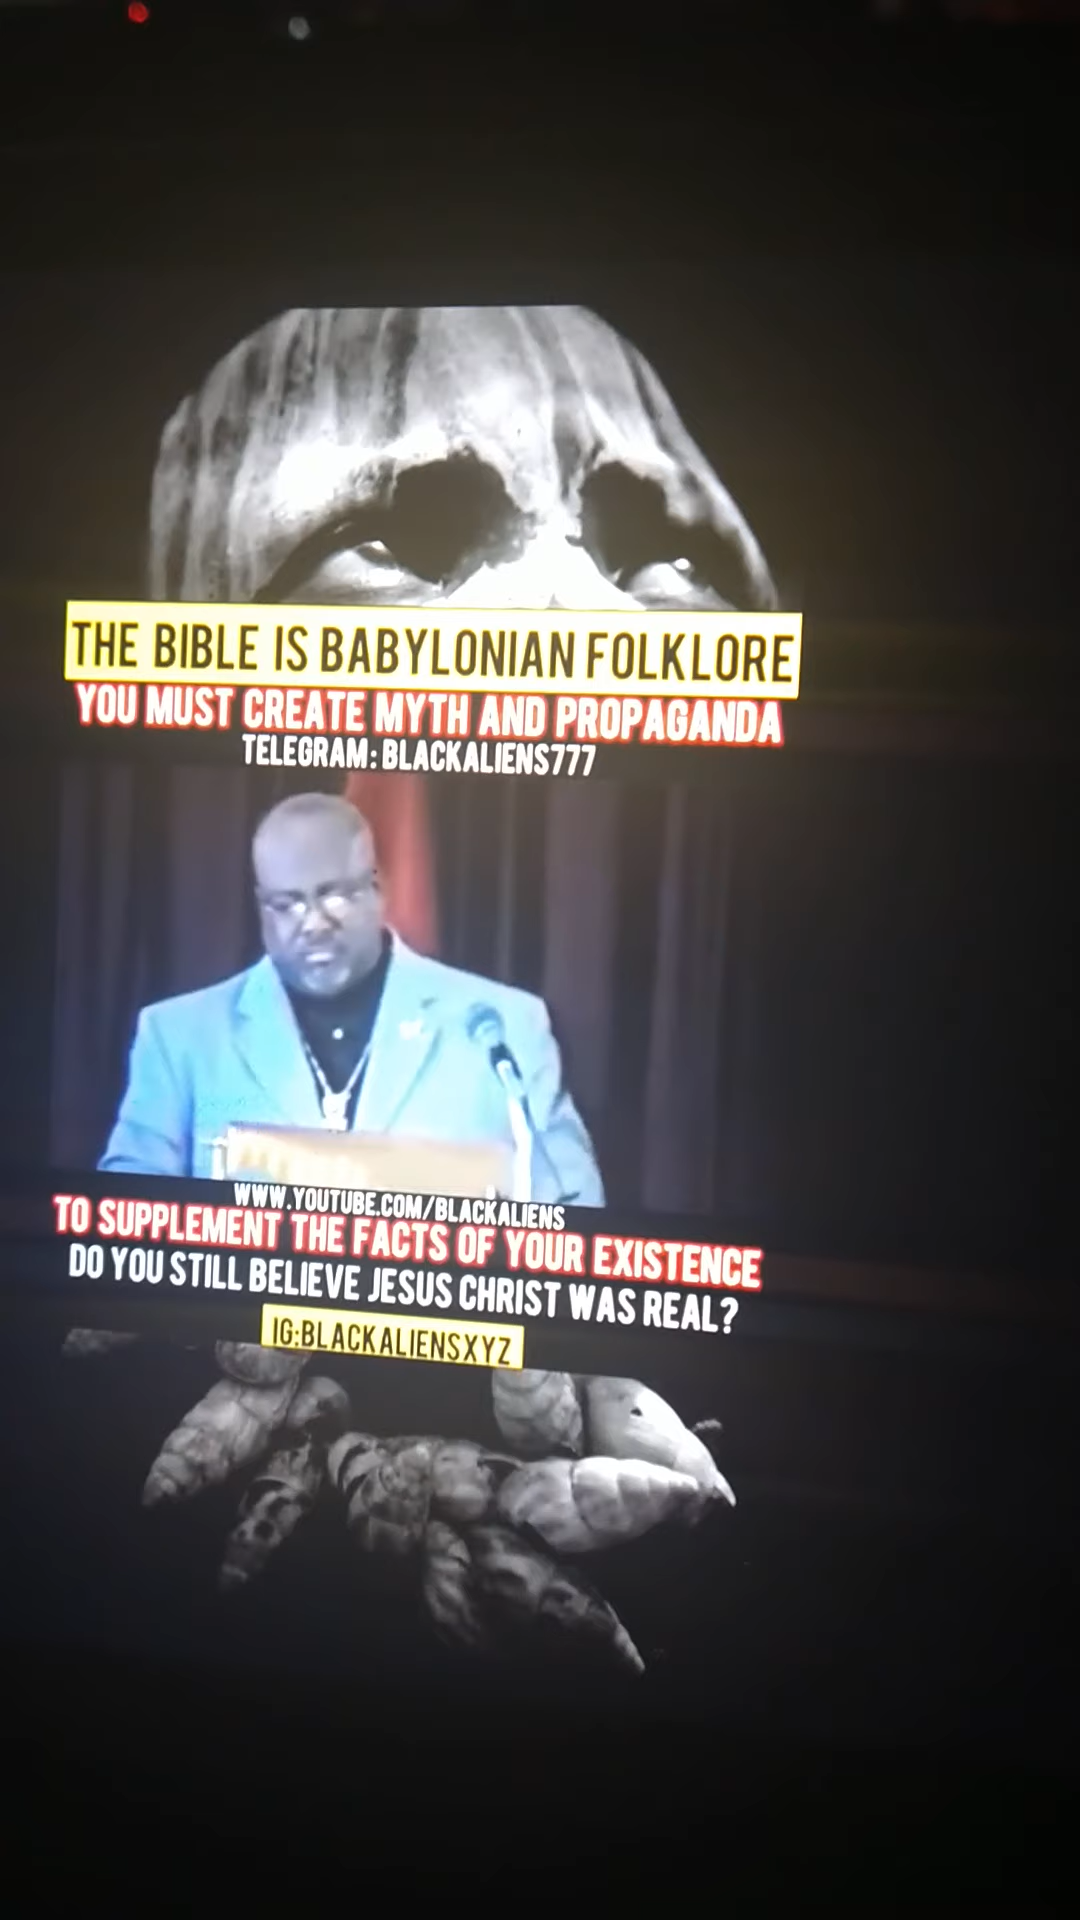 THE BIBLE IS BABYLONIAN FOLKLORE
YOU MUST CREATE MYTH AND PROPAGANDA
TELEGRAM: BLACKALIENS777
WWW.YOUTUBE.COM/BLACKALIENS
TO SUPPLEMENT THE FACTS OF YOUR EXISTENCE
DO YOU STILL BELIEVE JESUS CHRIST WAS REAL?
IG:BLACKALIENSXYZ